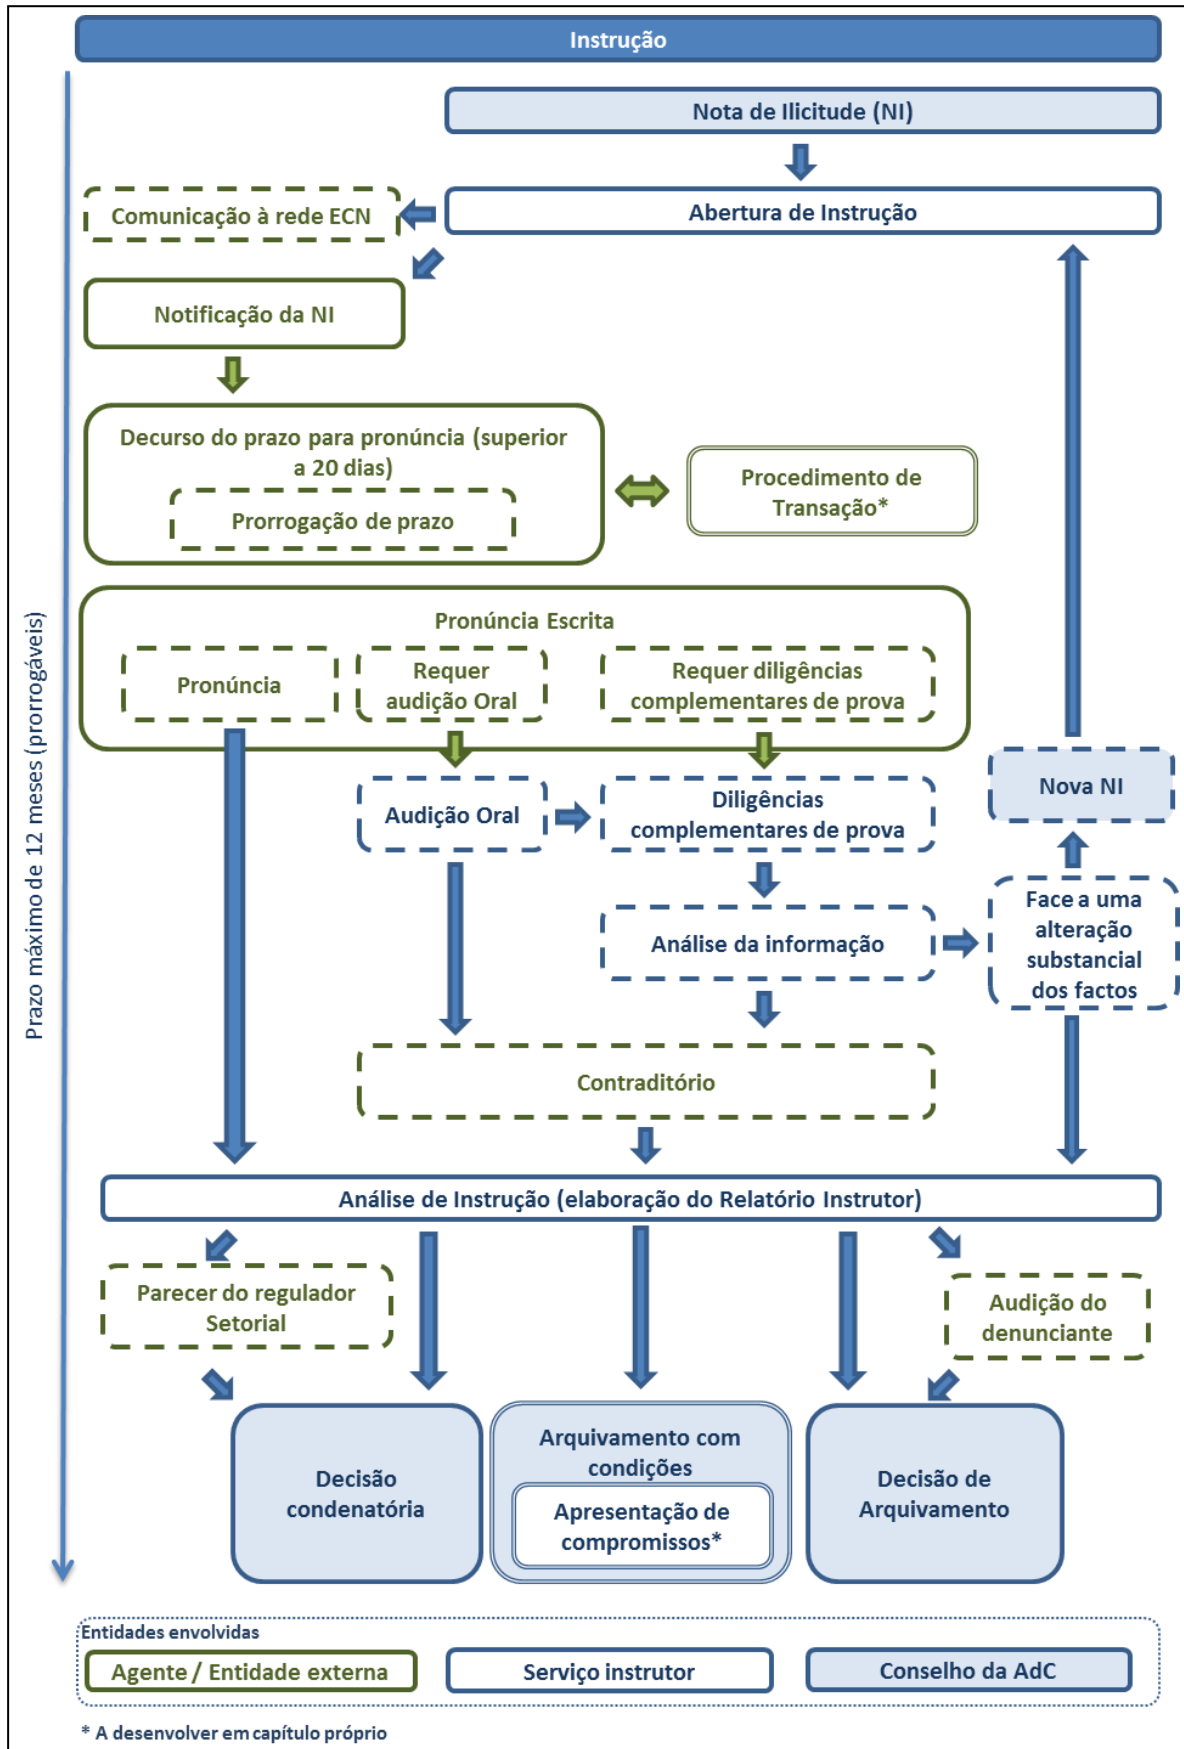 Instrução
Nota de Ilicitude (NI)
Abertura de Instrução
Comunicação à rede ECN
Notificação da NI
Decurso do prazo para pronúncia (superior
a 20 dias)
Prorrogação de prazo
Procedimento de
Transação*
Prazo máximo de 12 meses (prorrogáveis)
Pronúncia Escrita
Pronúncia
Requer
audição Oral
Requer diligências
complementares de prova
Audição Oral
Diligências
complementares de prova
Nova NI
Análise da informação
Face a uma
alteração
substancial
dos factos
Contraditório
Análise de Instrução (elaboração do Relatório Instrutor)
Parecer do regulador
Setorial
Audição do
denunciante
Decisão
condenatória
Arquivamento com
condições
Apresentação de
compromissos*
Decisão de
Arquivamento
Entidades envolvidas
Agente / Entidade externa
Serviço instrutor
Conselho da AdC
* A desenvolver em capítulo próprio